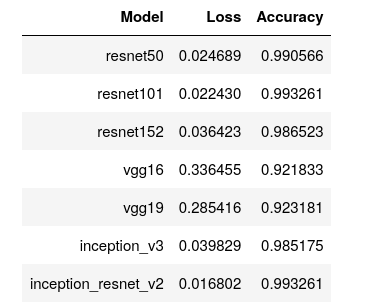 Model Loss Accuracy
resnet50 0.024689 0.990566
resnet101 0.022430 0.993261
resnet152 0.036423 0.986523
vgg16 0.336455 0.921833
vgg19 0.285416 0.923181
inception_v3 0.039829 0.985175
inception_resnet_v2 0.016802 0.993261